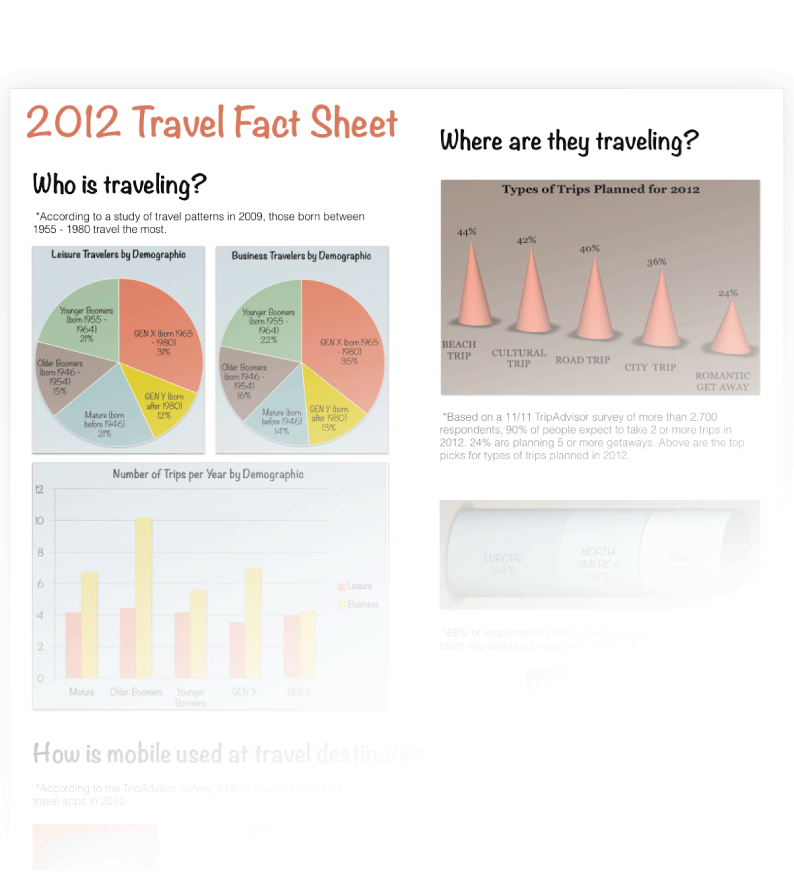 2012 Travel Fact Sheet
Who is traveling?
*According to a study of travel patterns in 2009, those born between
1955 - 1980 travel the most.
Leisure Travelers by Demographic
Younger Boomers
(born 1955 -
1964)
21%
GEN X (born 1965
- 1980)
31%
Older Boomers
(born 1946 -
1954)
15%
GEN Y (born
after 1980)
12%
Mature (born
before 1946)
21%
Business Travelers by Demographic
Younger Boomers
(born 1955 -
1964)
22%
GEN X (born 1965
- 1980)
35%
Older Boomers
(born 1946 -
1954)
16%
Mature (born
before 1946)
14%
GEN Y (born
after 1980)
13%
Number of Trips per Year by Demographic
12
10
8
6
4
2
0
Leisure
Business
Mature
Older Boomers
Younger
Boomers
GEN X
GEN Y
How is mobile used at travel destination
*According to the TripAdvisor survey, 31% of travelers
travel apps in 2012
Where are they traveling?
Types of Trips Planned for 2012
44%
42%
40%
36%
24%
BEACH
TRIP
CULTURAL
TRIP
ROAD TRIP
CITY TRIP
ROMANTIC
GET AWAY
*Based on a 11/11 TripAdvisor survey of more than 2,700
respondents, 90% of people expect to take 2 or more trips in
2012. 24% are planning 5 or more getaways. Above are the top
picks for types of trips planned in 2012.
EUROPE
54%
NORTH
AMERICA
52%
ASIA
*68% of respondents plan to travel
chart represents